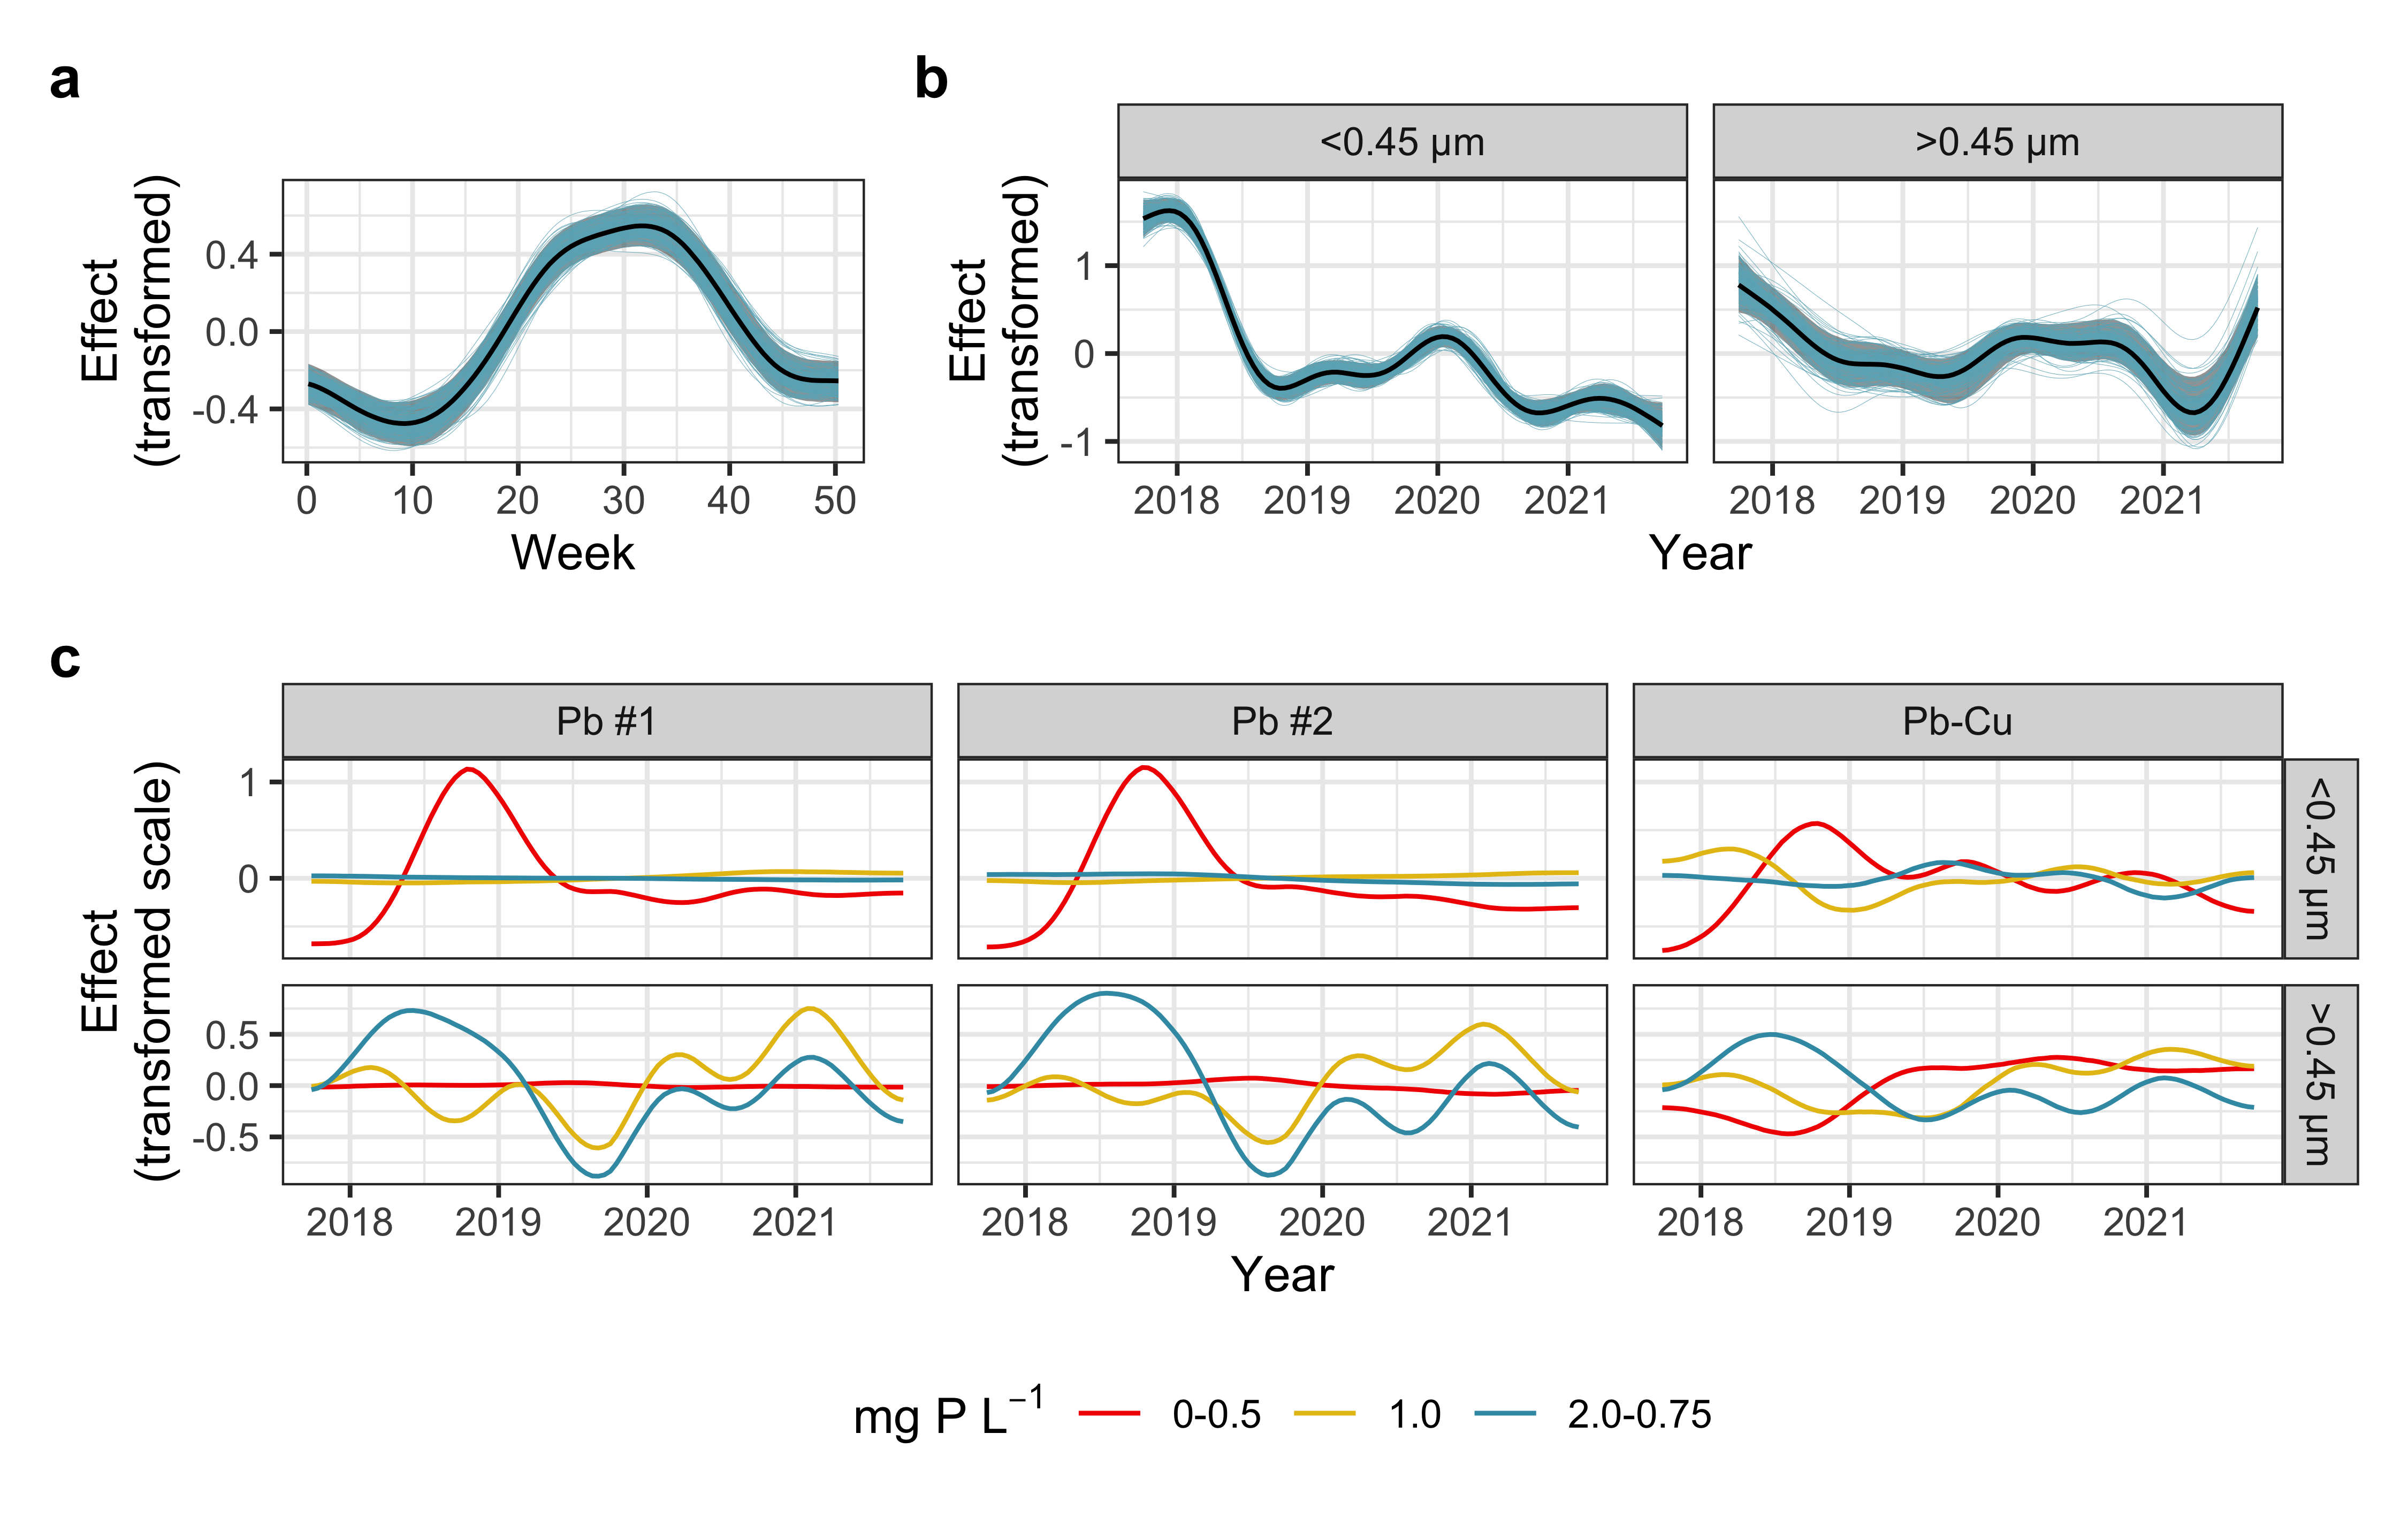 a
b
<0.45 µm
>0.45 µm
Effect
(transformed)
0.4
0.0
-0.4
0
10
20
30
40
50
Week
Effect
(transformed)
1
0
-1
2018
2019
2020
2021
2018
2019
2020
2021
Year
c
Pb #1
Pb #2
Pb-Cu
Effect
(transformed scale)
1
0
<0.45 µm
0.5
0.0
-0.5
>0.45 µm
2018
2019
2020
2021
2018
2019
2020
2021
2018
2019
2020
2021
Year
mg P L⁻¹ 0-0.5 1.0 2.0-0.75